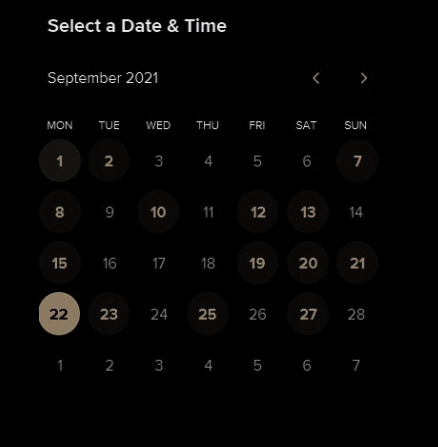 Select a Date & Time
September 2021
MON TUE WED THU FRI SAT SUN
1 2 3 4 5 6 7
8 9 10 11 12 13 14
15 16 17 18 19 20 21
22 23 24 25 26 27 28
1 2 3 4 5 6 7